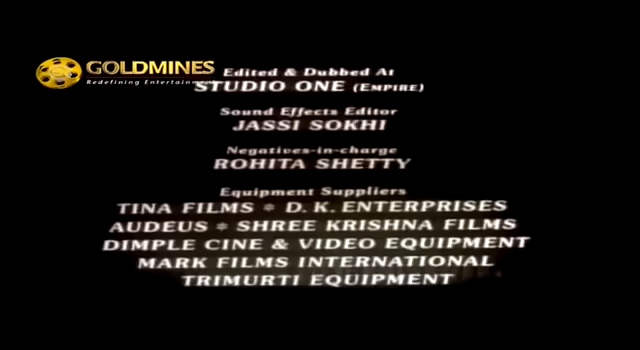 GOLDMINES
Redefining Entertainment
Edited & Dubbed At
STUDIO ONE (EMPIRE)
Sound Effects Editor
JASSI SOKHI
Negatives-in-charge
ROHITA SHETTY
Equipment Suppliers
TINA FILMS * D. K. ENTERPRISES
AUDEUS * SHREE KRISHNA FILMS
DIMPLE CINE & VIDEO EQUIPMENT
MARK FILMS INTERNATIONAL
TRIMURTI EQUIPMENT